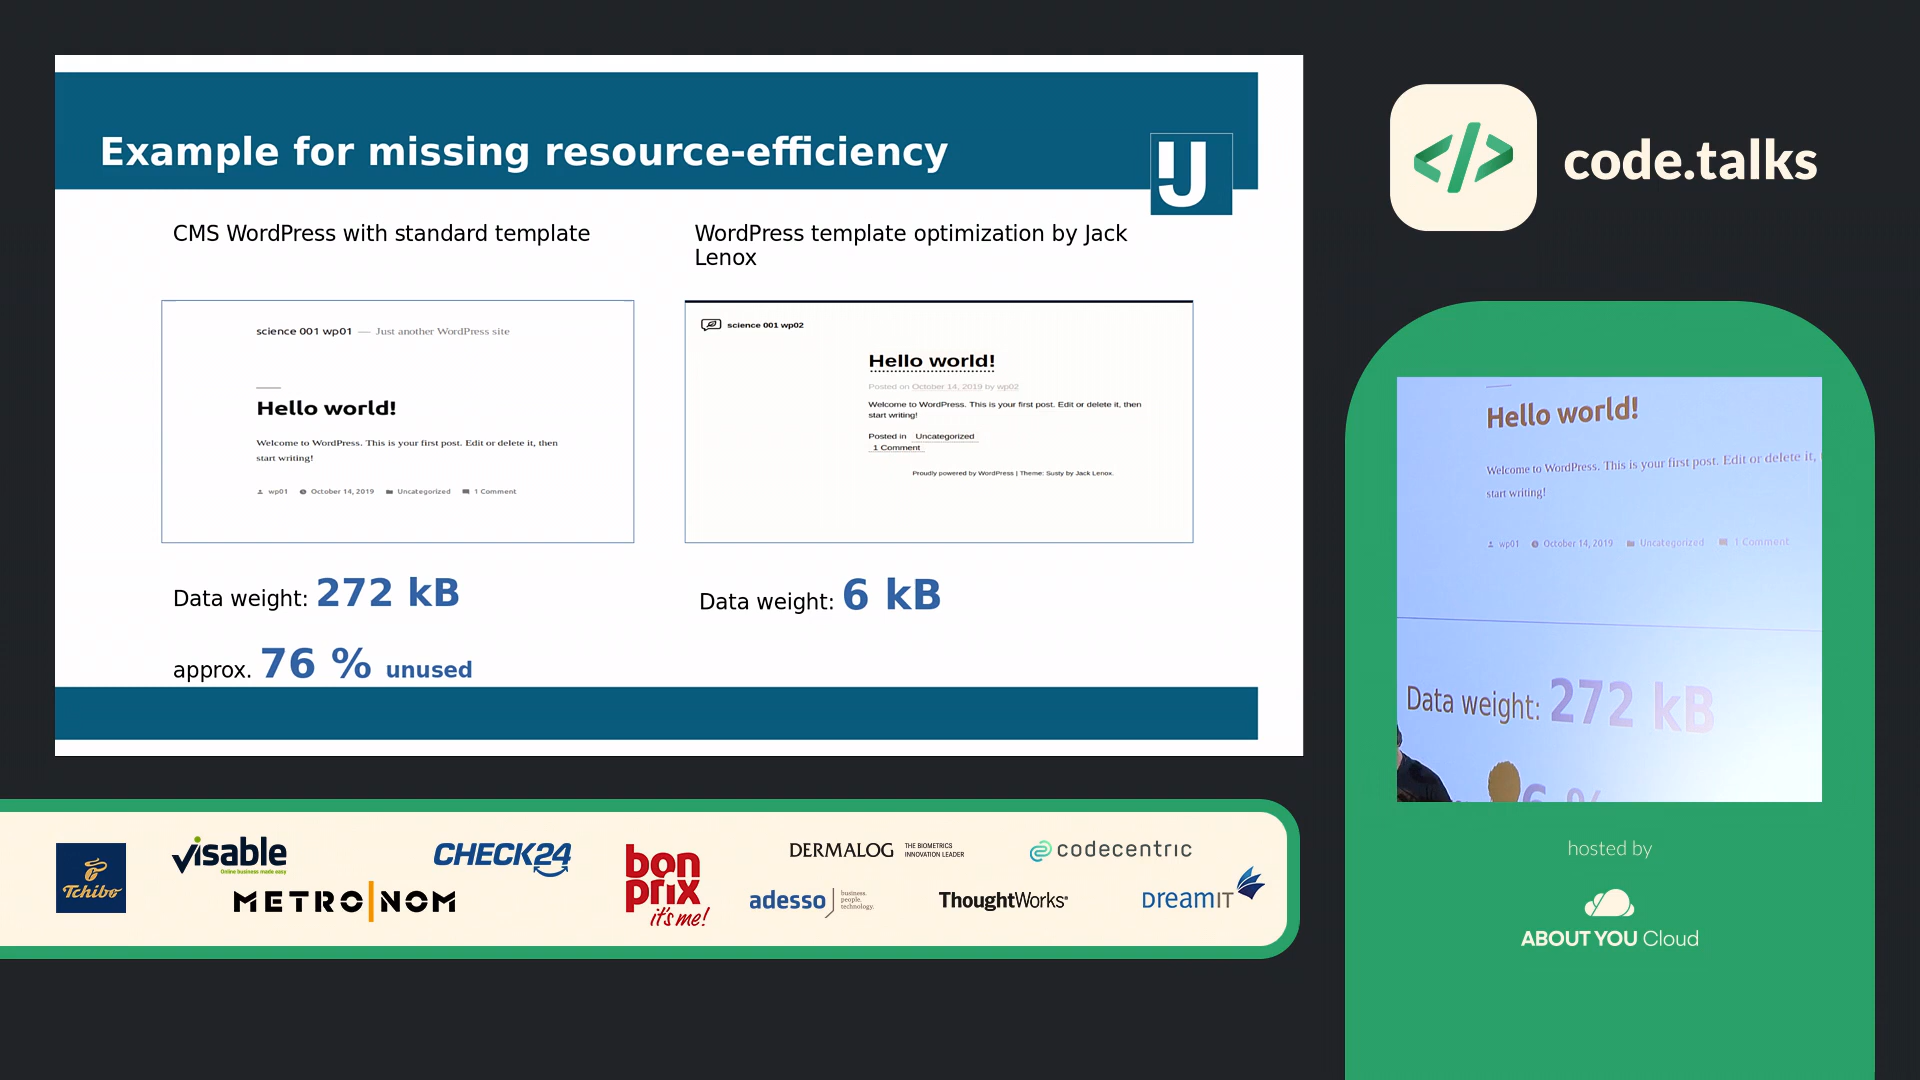 Example for missing resource-efficiency
CMS WordPress with standard template
WordPress template optimization by Jack
Lenox
science 001 wp01 — Just another WordPress site
Hello world!
Welcome to WordPress. This is your first post. Edit or delete it, then
start writing!
wp01 October 14, 2019 Uncategorized 1 Comment
science 001 wp02
Hello world!
Posted on October 14, 2019 by wp02
Welcome to WordPress. This is your first post. Edit or delete it, then
start writing!
Posted in Uncategorized
1 Comment
Proudly powered by WordPress | Theme: Susty by Jack Lenox.
Data weight: 272 kB
approx. 76 % unused
Data weight: 6 kB
</> code.talks
Hello world!
Welcome to WordPress. This is your first post. Edit or delete it,
start writing!
wp01 October 14, 2019 Uncategorized 1 Comment
Data weight: 272 kB
6 %
hosted by
ABOUT YOU Cloud
Tchibo
visable
Online business made easy
METRO NOM
CHECK24
bon
prix
it's me!
DERMALOG THE BIOMETRICS
INNOVATION LEADER
adesso business.
people.
technology.
codecentric
ThoughtWorks®
DREAMIT